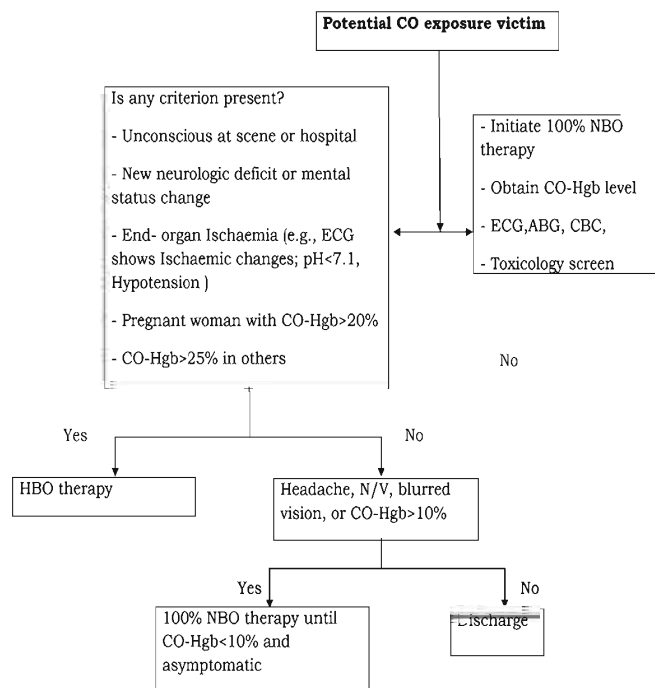 Potential CO exposure victim
Is any criterion present?
- Unconscious at scene or hospital
- New neurologic deficit or mental
status change
- End- organ Ischaemia (e.g., ECG
shows Ischaemic changes; pH<7.1,
Hypotension )
- Pregnant woman with CO-Hgb>20%
- CO-Hgb>25% in others
- Initiate 100% NBO
therapy
- Obtain CO-Hgb level
- ECG,ABG, CBC,
- Toxicology screen
No
Yes
No
HBO therapy
Headache, N/V, blurred
vision, or CO-Hgb>10%
Yes
No
100% NBO therapy until
CO-Hgb<10% and
asymptomatic
Discharge